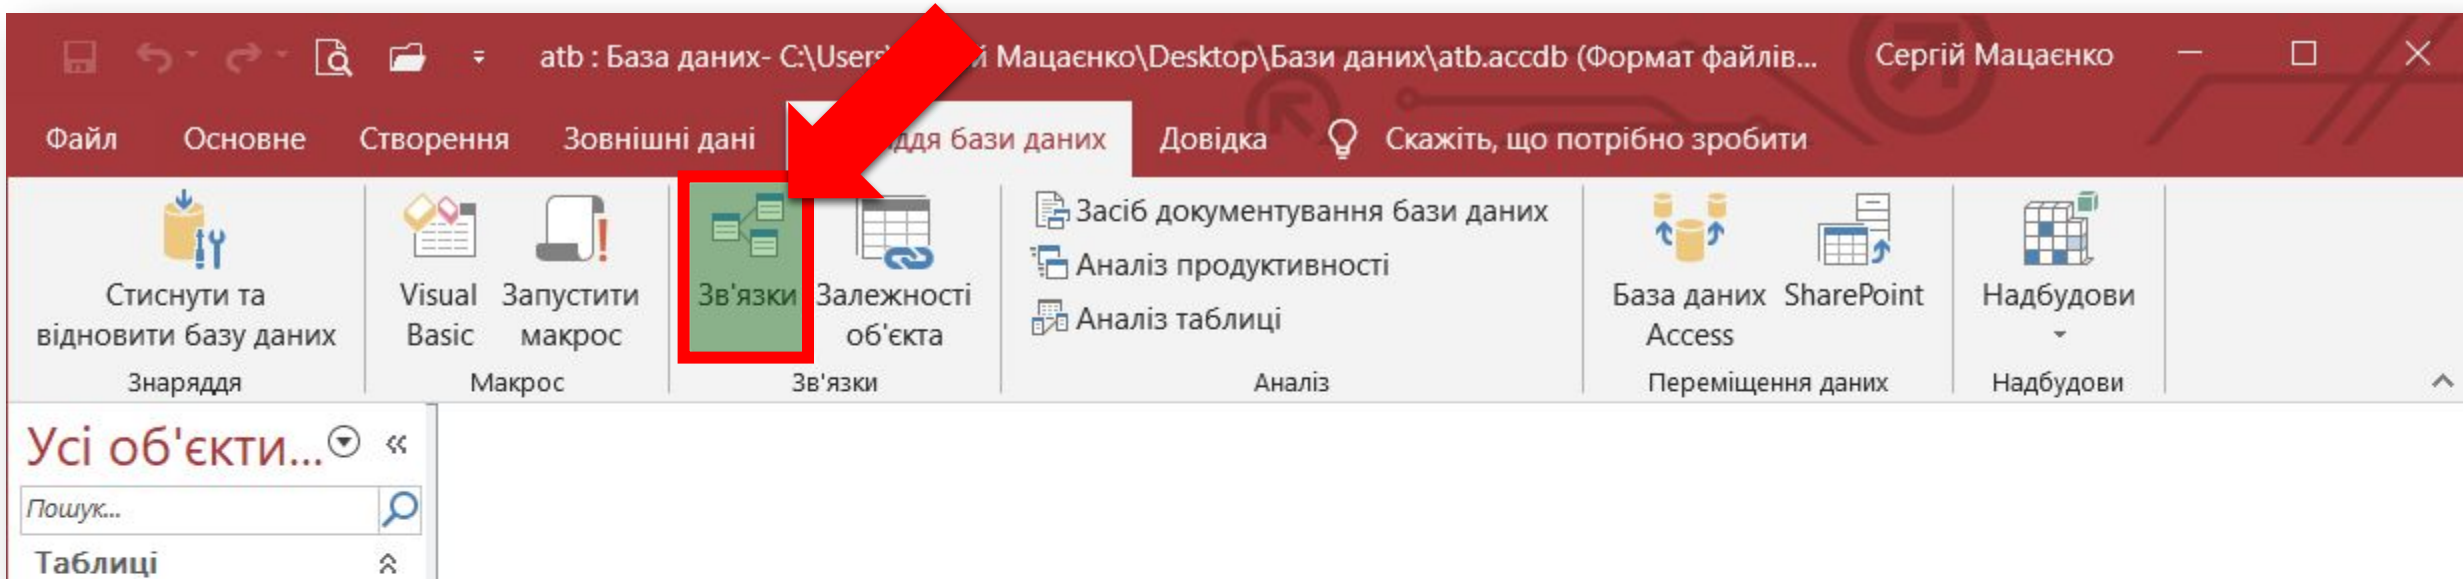 atb : База даних- C:\Users\ Мацаєнко\Desktop\Бази даних\atb.accdb (Формат файлів... Сергій Мацаєнко
Файл Основне Створення Зовнішні дані бази даних Довідка Скажіть, що потрібно зробити
Стиснути та
відновити базу даних
Знаряддя
Visual
Basic
Запустити
макрос
Макрос
Зв'язки
Залежності
об'єкта
Зв'язки
Засіб документування бази даних
Аналіз продуктивності
Аналіз таблиці
Аналіз
База даних
Access
SharePoint
Переміщення даних
Надбудови
Надбудови
Усі об'єкти...
Пошук...
Таблиці